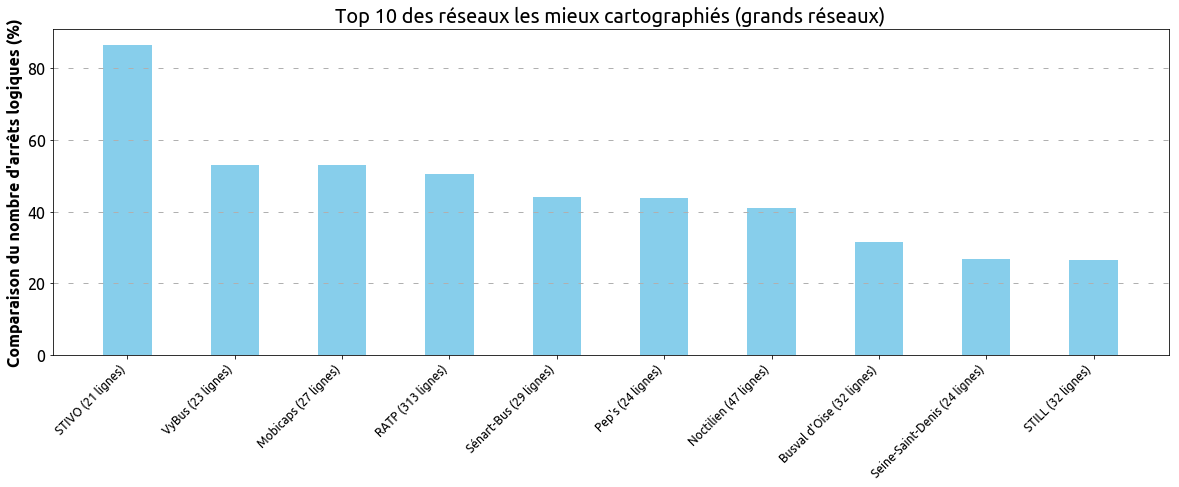 Top 10 des réseaux les mieux cartographiés (grands réseaux)
Comparaison du nombre d'arrêts logiques (%)
80
60
40
20
0
STIVO (21 lignes)
VyBus (23 lignes)
Mobicaps (27 lignes)
RATP (313 lignes)
Sénart-Bus (29 lignes)
Pep's (24 lignes)
Noctilien (47 lignes)
Busval d'Oise (32 lignes)
Seine-Saint-Denis (24 lignes)
STILL (32 lignes)